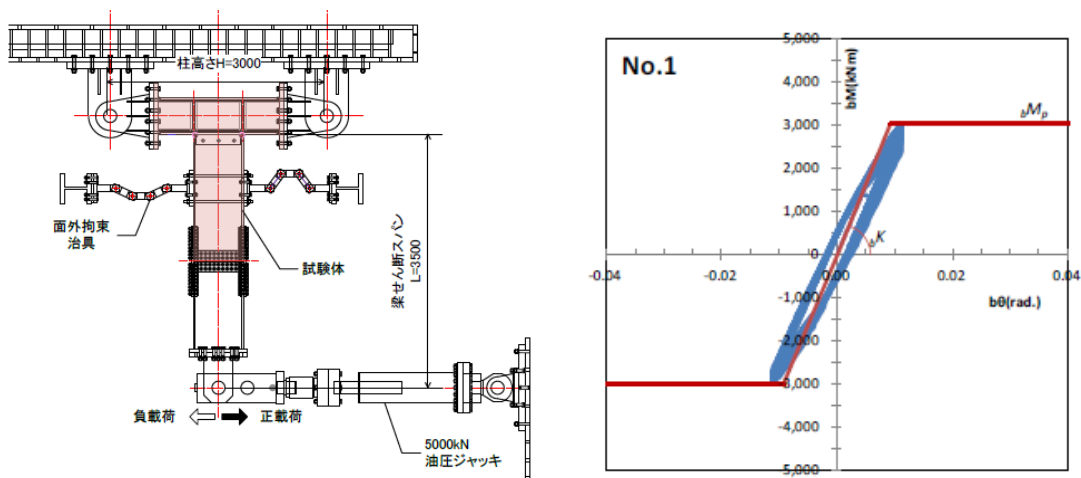 柱高さH=3000
面外拘束
治具
試験体
梁せん断スパン
L=3500
負載荷
正載荷
5000kN
油圧ジャッキ
No.1
bM(kN·m)
5,000
4,000
3,000
2,000
1,000
0
-1,000
-2,000
-3,000
-4,000
-5,000
-0.04
-0.02
0.00
0.02
0.04
bMp
bK
bθ(rad.)